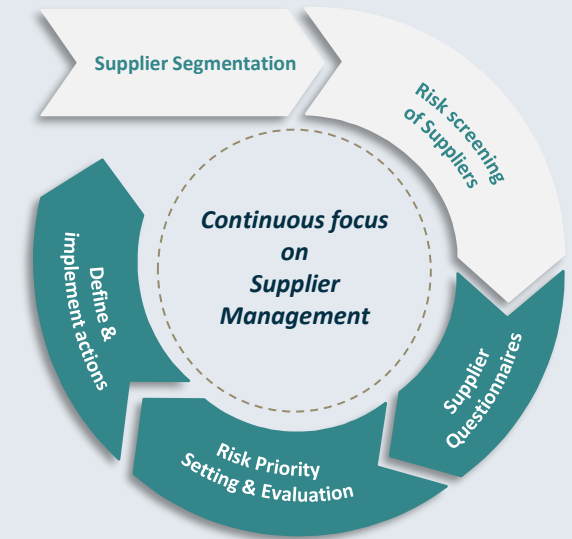 Supplier Segmentation
Risk screening
of Suppliers
Continuous focus
on
Supplier
Management
Supplier
Questionnaires
Risk Priority
Setting & Evaluation
Define &
implement actions